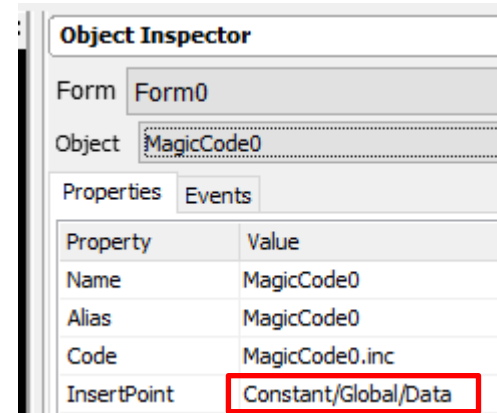 Object Inspector
Form Form0
Object MagicCode0
Properties Events
Property Value
Name MagicCode0
Alias MagicCode0
Code MagicCode0.inc
InsertPoint Constant/Global/Data